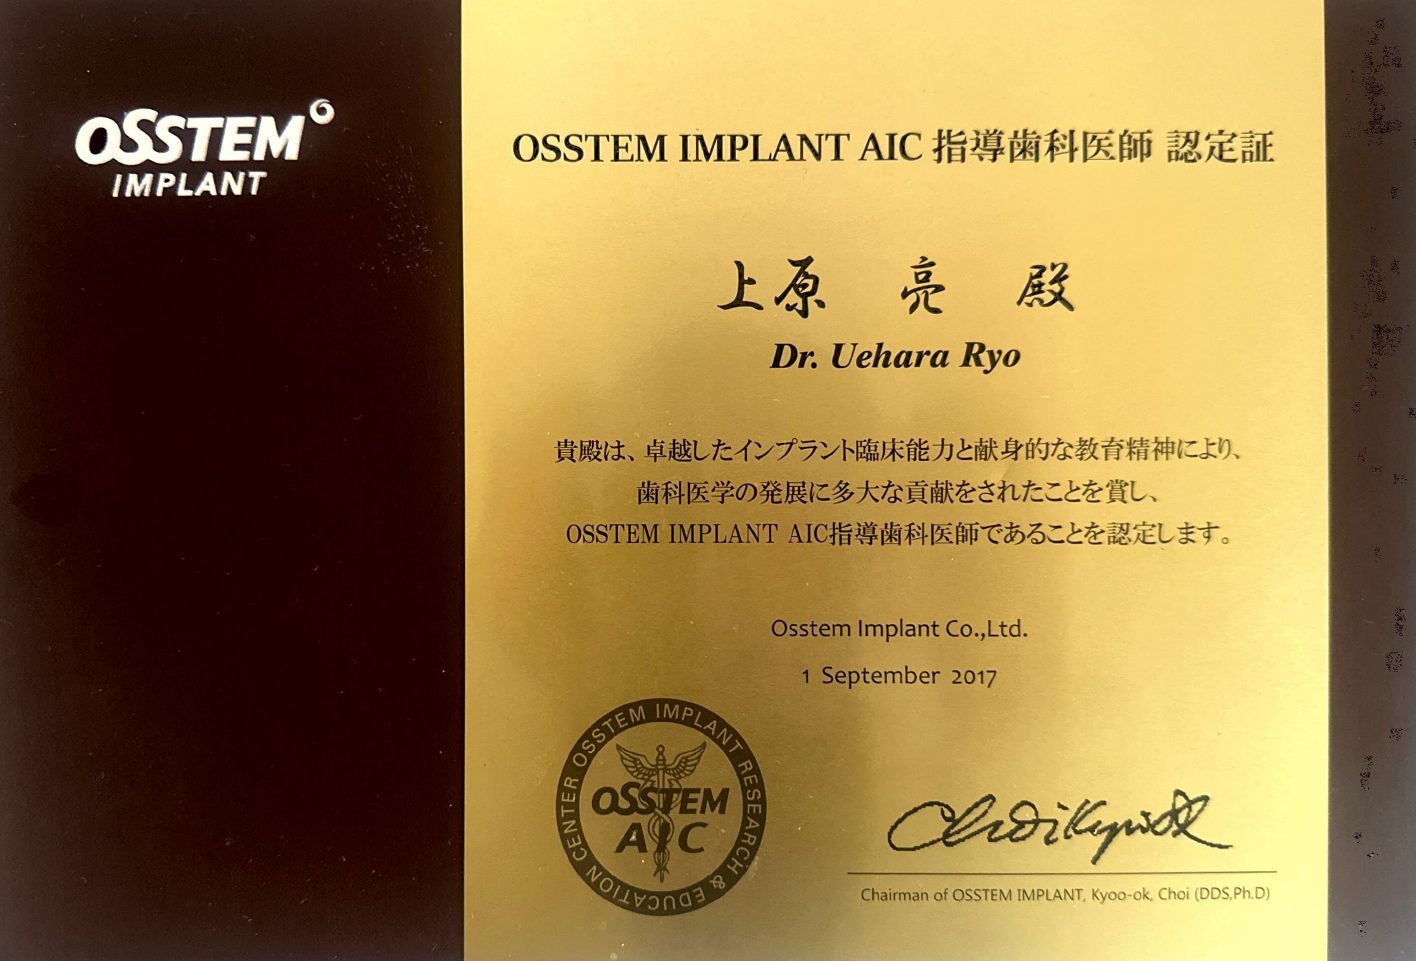 OSSTEM
IMPLANT
OSSTEM IMPLANT AIC 指導歯科医師 認定証
上原 亮 殿
Dr. Uehara Ryo
貴殿は、卓越したインプラント臨床能力と献身的な教育精神により、
歯科医学の発展に多大な貢献をされたことを賞し、
OSSTEM IMPLANT AIC指導歯科医師であることを認定します。
Osstem Implant Co.,Ltd.
1 September 2017
OSSTEM IMPLANT RESEARCH & EDUCATION CENTER
OSSTEM
AIC
Chairman of OSSTEM IMPLANT, Kyoo-ok, Choi (DDS,Ph.D)